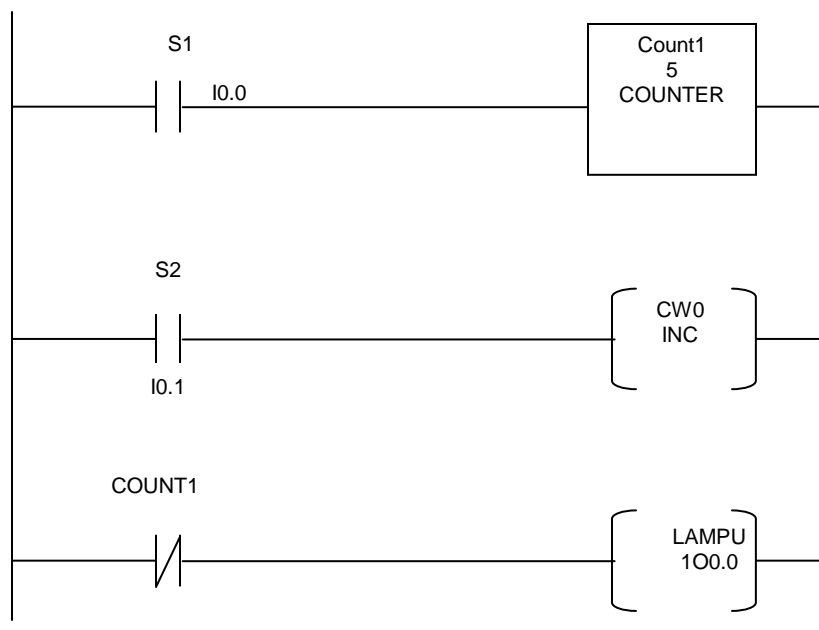 S1
I0.0
Count1
5
COUNTER
S2
I0.1
CW0
INC
COUNT1
LAMPU
1O0.0